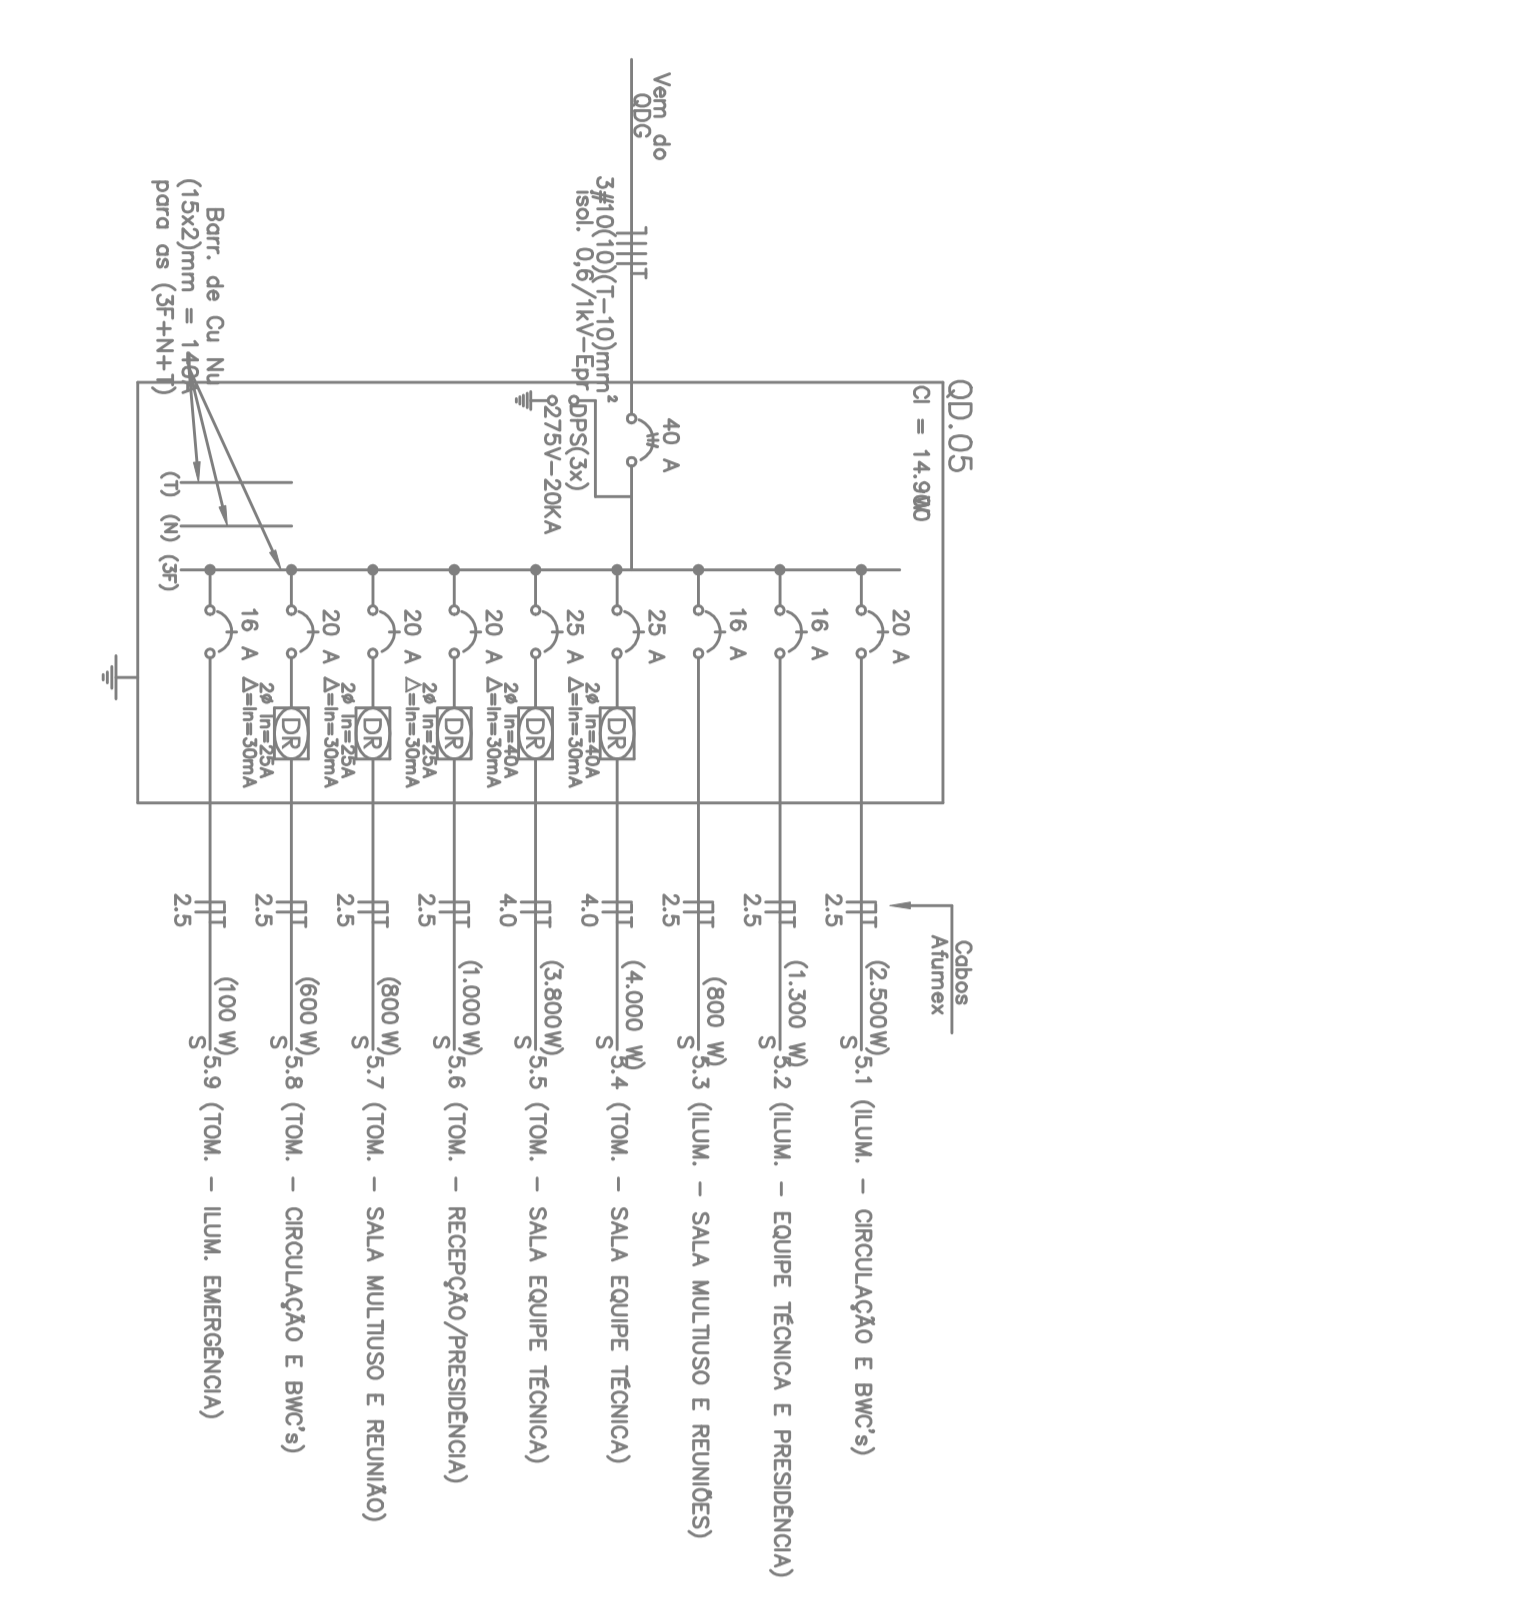 QD.05
CI = 14.900
Vem do
QDG
3#10(10)(T-10)mm²
isol. 0,6/1kV-Epr
40 A
DPS(3x)
275V-20KA
Barr. de Cu Nu
(15x2)mm = 140A
para as (3F+N+T)
(T) (N) (3F)
Cabos
Afumex
20 A
2.5
T
(2.500W)
S
5.1 (ILUM. - CIRCULAÇÃO E BWC's)
16 A
2.5
T
(1.300 W)
S
5.2 (ILUM. - EQUIPE TÉCNICA E PRESIDÊNCIA)
16 A
2.5
T
(800 W)
S
5.3 (ILUM. - SALA MULTIUSO E REUNIÕES)
25 A
DR
2ø In=40A
Δ=In=30mA
4.0
T
(4.000 W)
S
5.4 (TOM. - SALA EQUIPE TÉCNICA)
25 A
DR
2ø In=40A
Δ=In=30mA
4.0
T
(3.800W)
S
5.5 (TOM. - SALA EQUIPE TÉCNICA)
20 A
DR
2ø In=25A
Δ=In=30mA
2.5
T
(1.000 W)
S
5.6 (TOM. - RECEPÇÃO/PRESIDÊNCIA)
20 A
DR
2ø In=25A
Δ=In=30mA
2.5
T
(800 W)
S
5.7 (TOM. - SALA MULTIUSO E REUNIÃO)
20 A
DR
2ø In=25A
Δ=In=30mA
2.5
T
(600 W)
S
5.8 (TOM. - CIRCULAÇÃO E BWC's)
16 A
2.5
T
(100 W)
S
5.9 (TOM. - ILUM. EMERGÊNCIA)